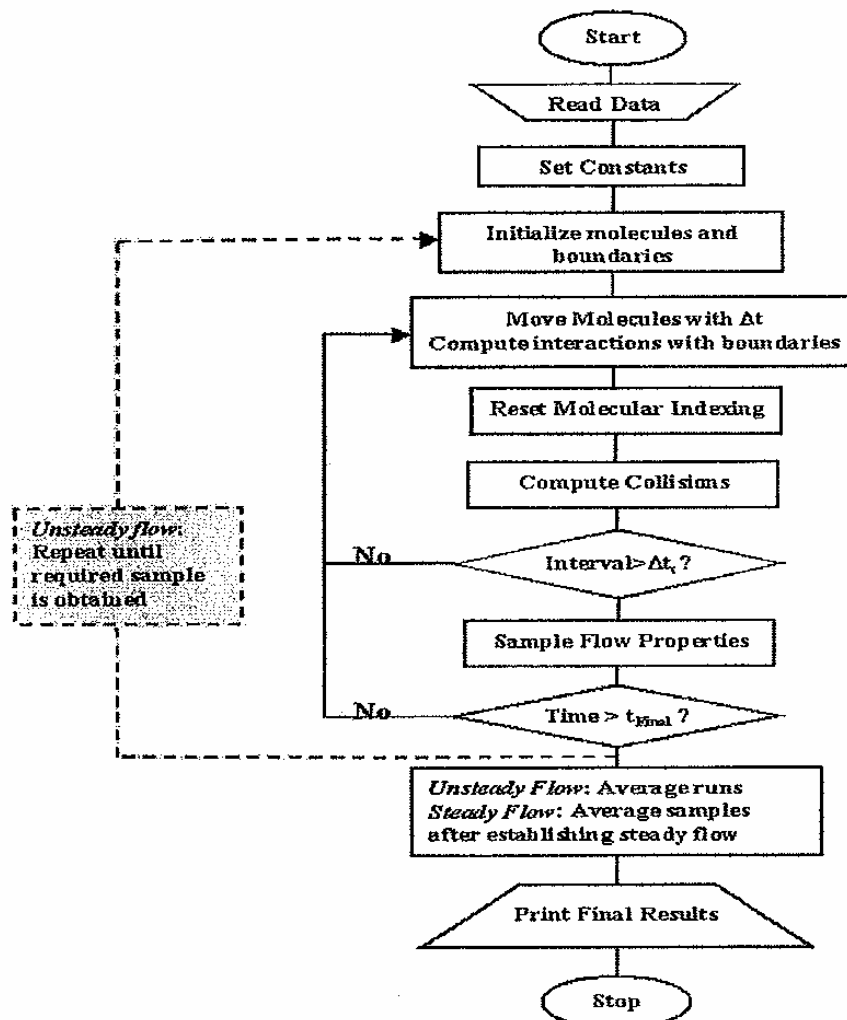 Start
Read Data
Set Constants
Initialize molecules and
boundaries
Move Molecules with Δt
Compute interactions with boundaries
Reset Molecular Indexing
Compute Collisions
Unsteady flow:
Repeat until
required sample
is obtained
No
Interval>Δtₛ?
Sample Flow Properties
No
Time > t_Final ?
Unsteady Flow: Average runs
Steady Flow: Average samples
after establishing steady flow
Print Final Results
Stop